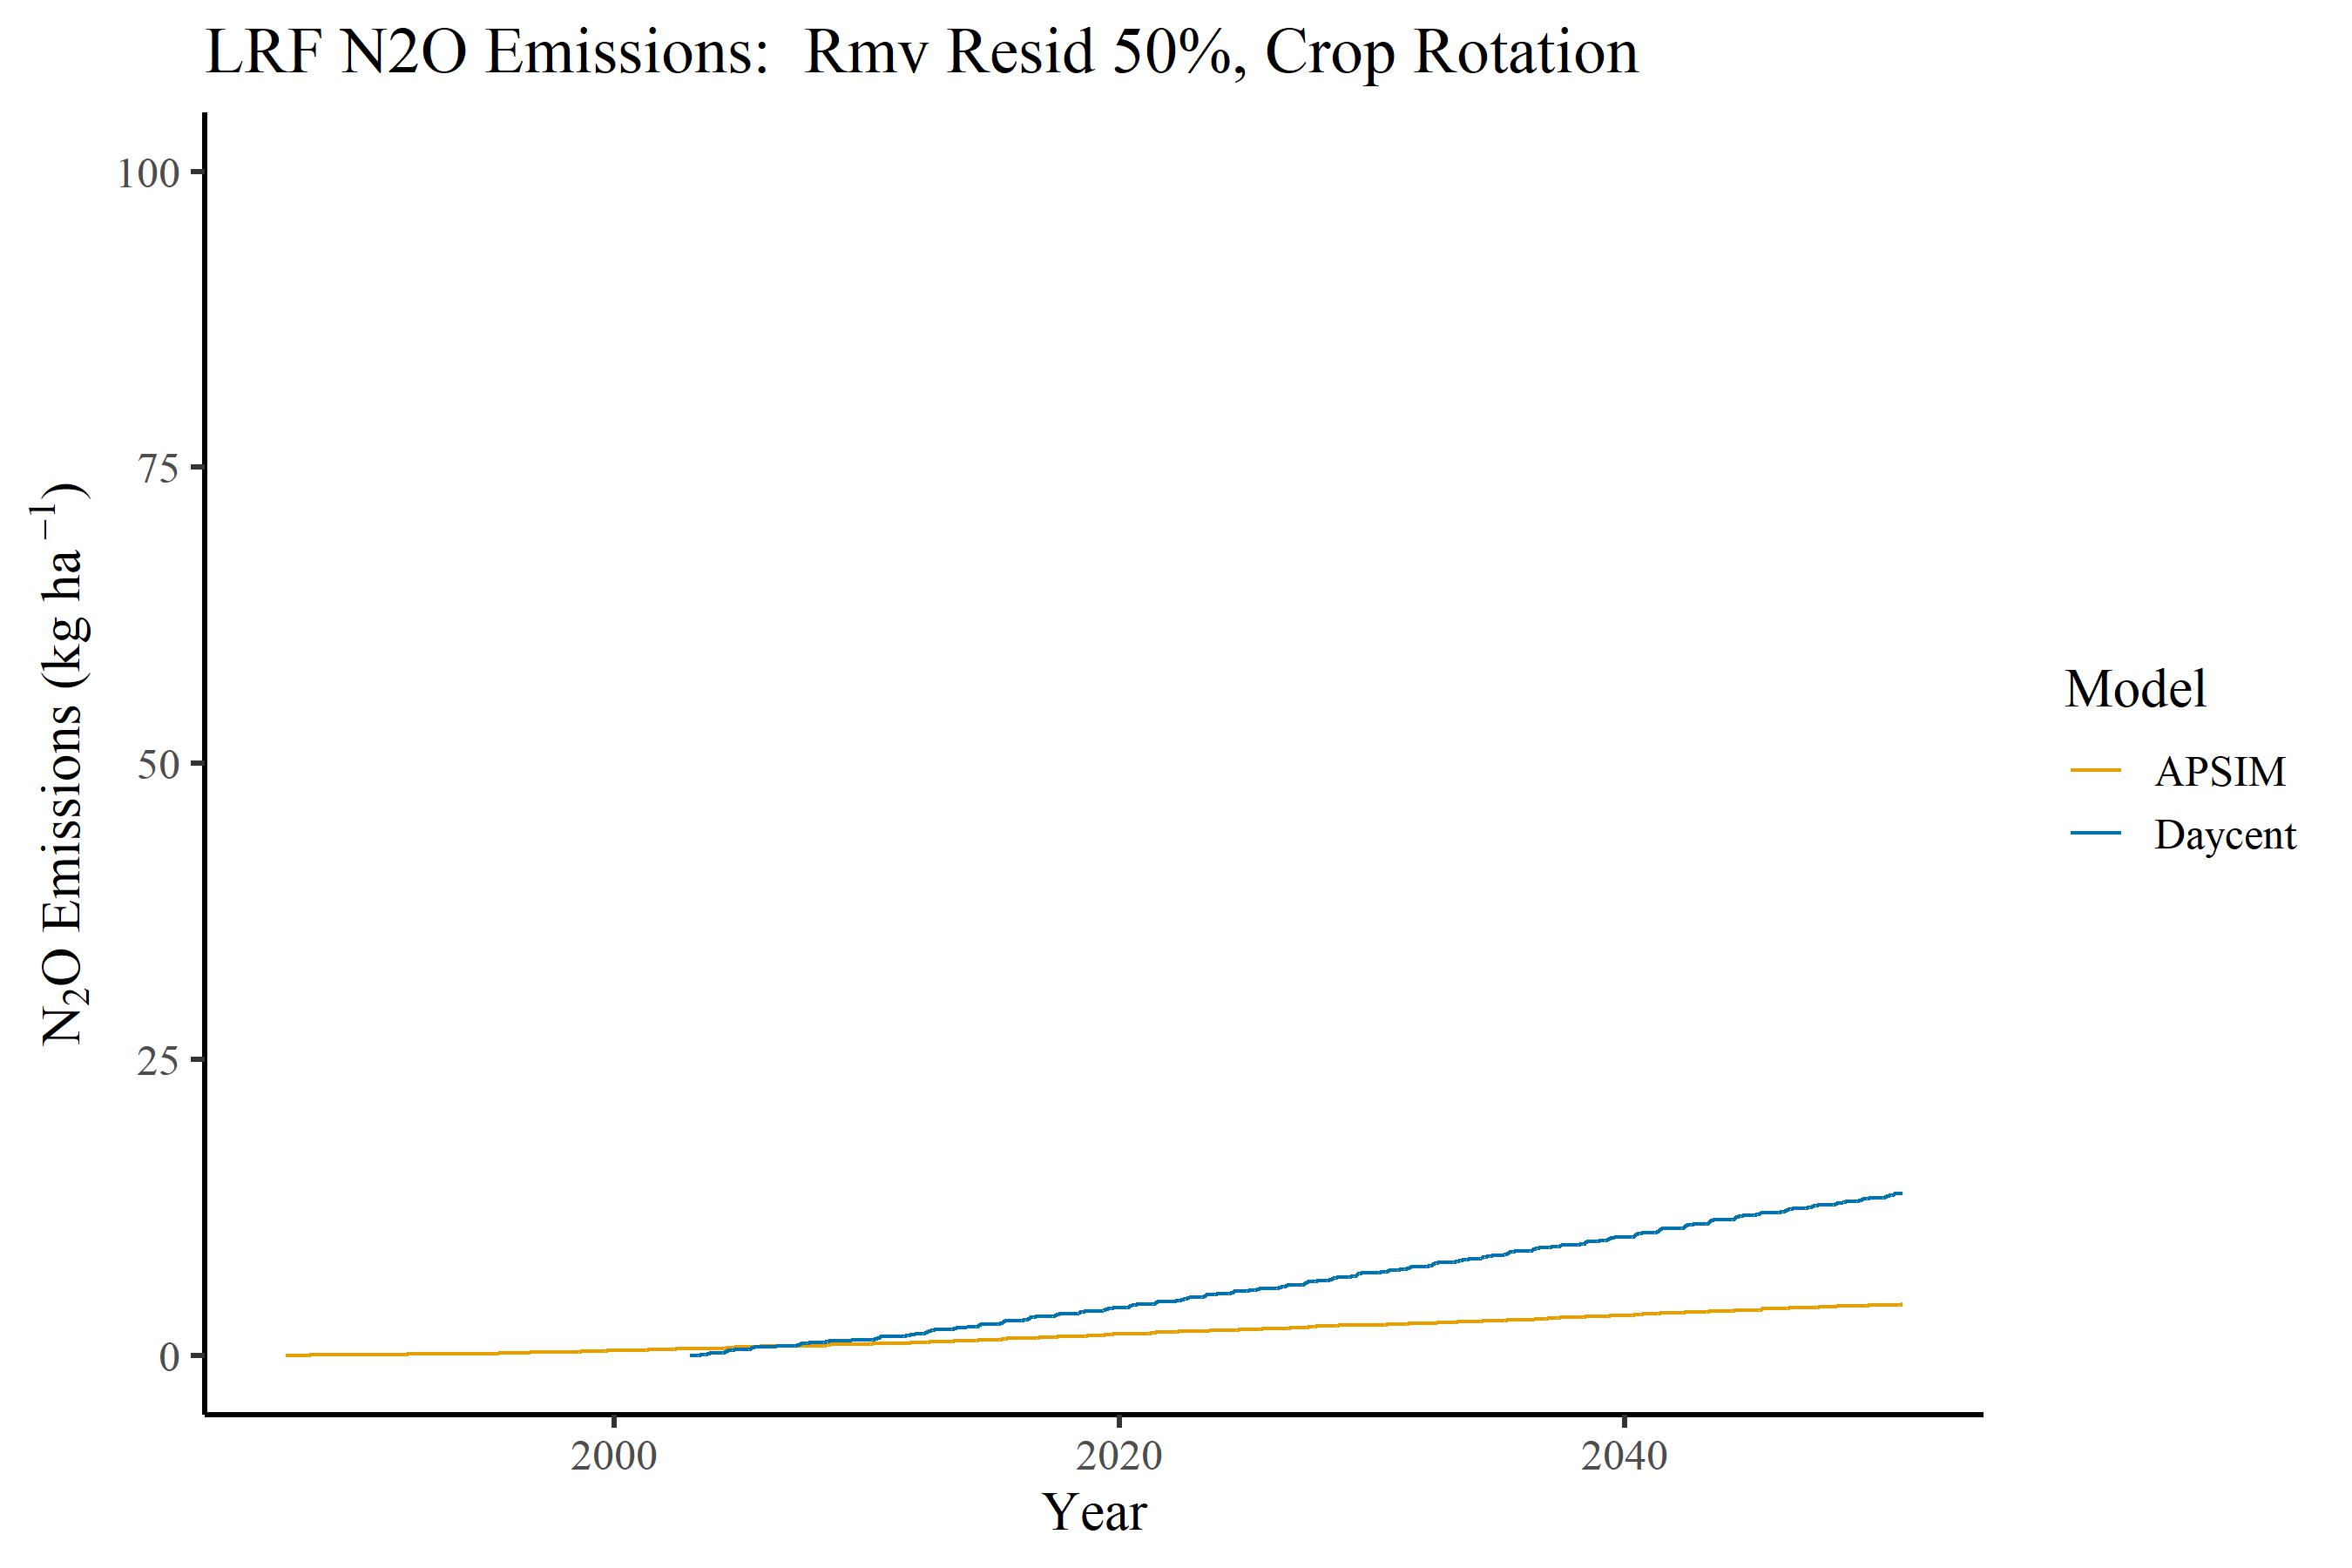 LRF N2O Emissions:  Rmv Resid 50%, Crop Rotation
100
75
50
25
0
N₂O Emissions (kg ha⁻¹)
2000
2020
2040
Year
Model
APSIM
Daycent